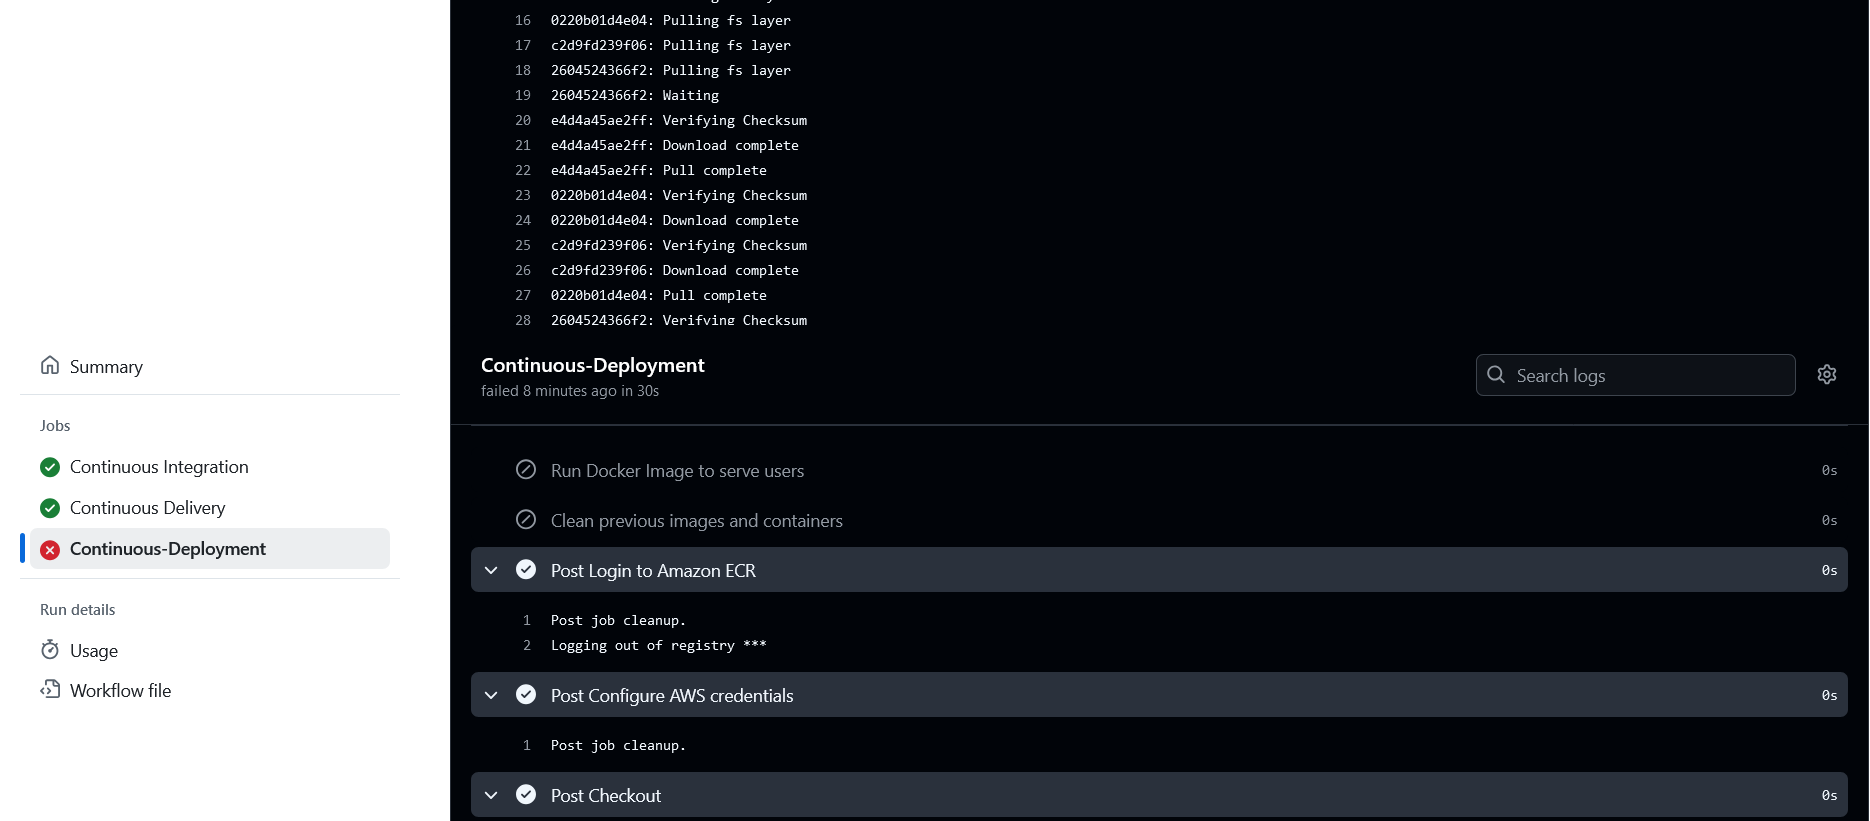 16 0220b01d4e04: Pulling fs layer
17 c2d9fd239f06: Pulling fs layer
18 2604524366f2: Pulling fs layer
19 2604524366f2: Waiting
20 e4d4a45ae2ff: Verifying Checksum
21 e4d4a45ae2ff: Download complete
22 e4d4a45ae2ff: Pull complete
23 0220b01d4e04: Verifying Checksum
24 0220b01d4e04: Download complete
25 c2d9fd239f06: Verifying Checksum
26 c2d9fd239f06: Download complete
27 0220b01d4e04: Pull complete
28 2604524366f2: Verifying Checksum
Summary
Jobs
Continuous Integration
Continuous Delivery
Continuous-Deployment
Run details
Usage
Workflow file
Continuous-Deployment
failed 8 minutes ago in 30s
Search logs
Run Docker Image to serve users 0s
Clean previous images and containers 0s
Post Login to Amazon ECR 0s
1 Post job cleanup.
2 Logging out of registry ***
Post Configure AWS credentials 0s
1 Post job cleanup.
Post Checkout 0s